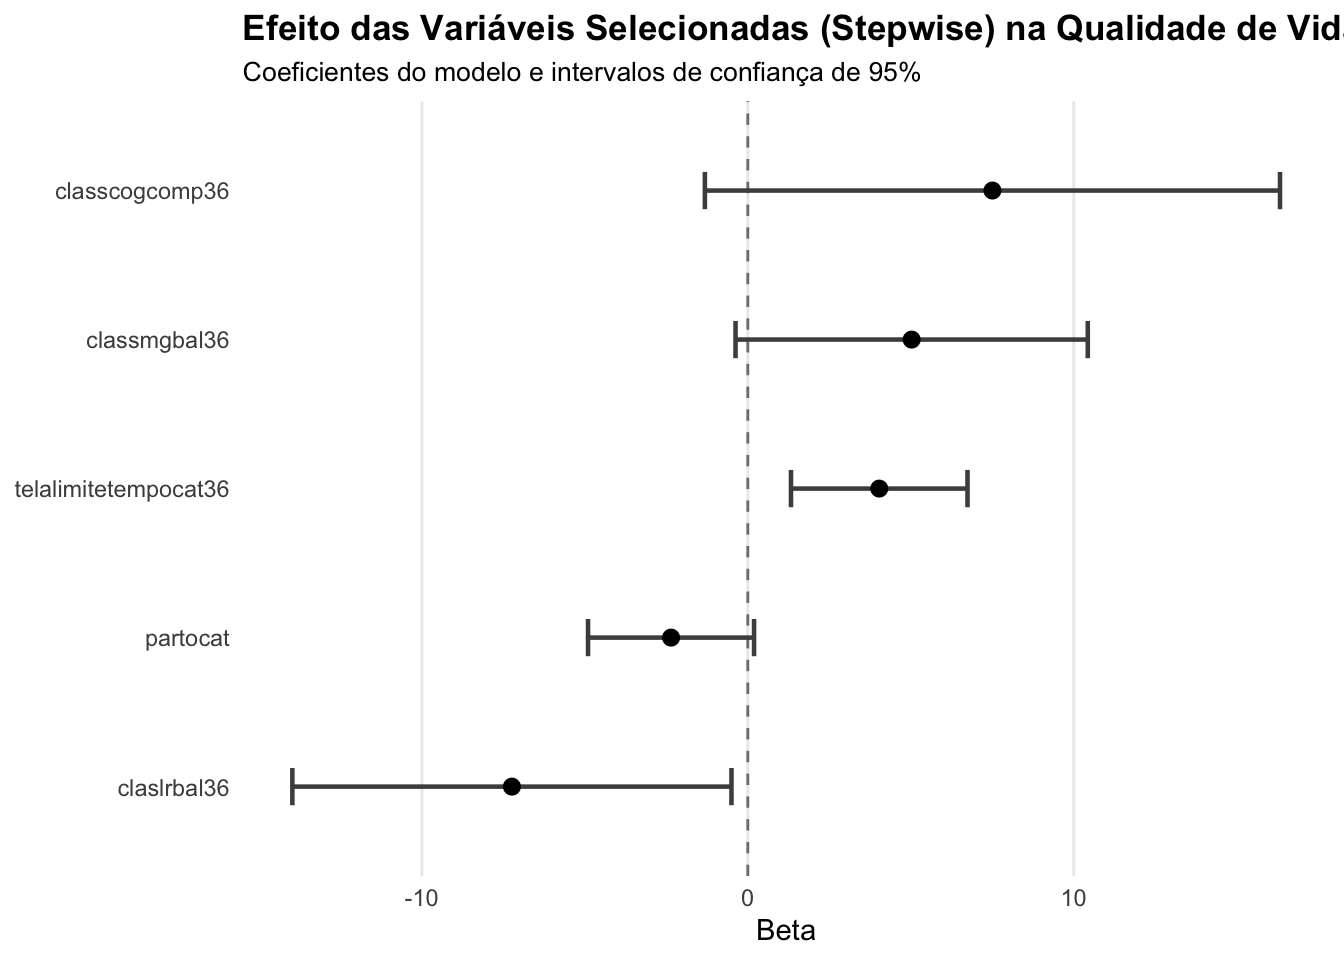 Efeito das Variáveis Selecionadas (Stepwise) na Qualidade de Vid
Coeficientes do modelo e intervalos de confiança de 95%
classcogcomp36
classmgbal36
telalimitetempocat36
partocat
claslrbal36
-10 0 10
Beta